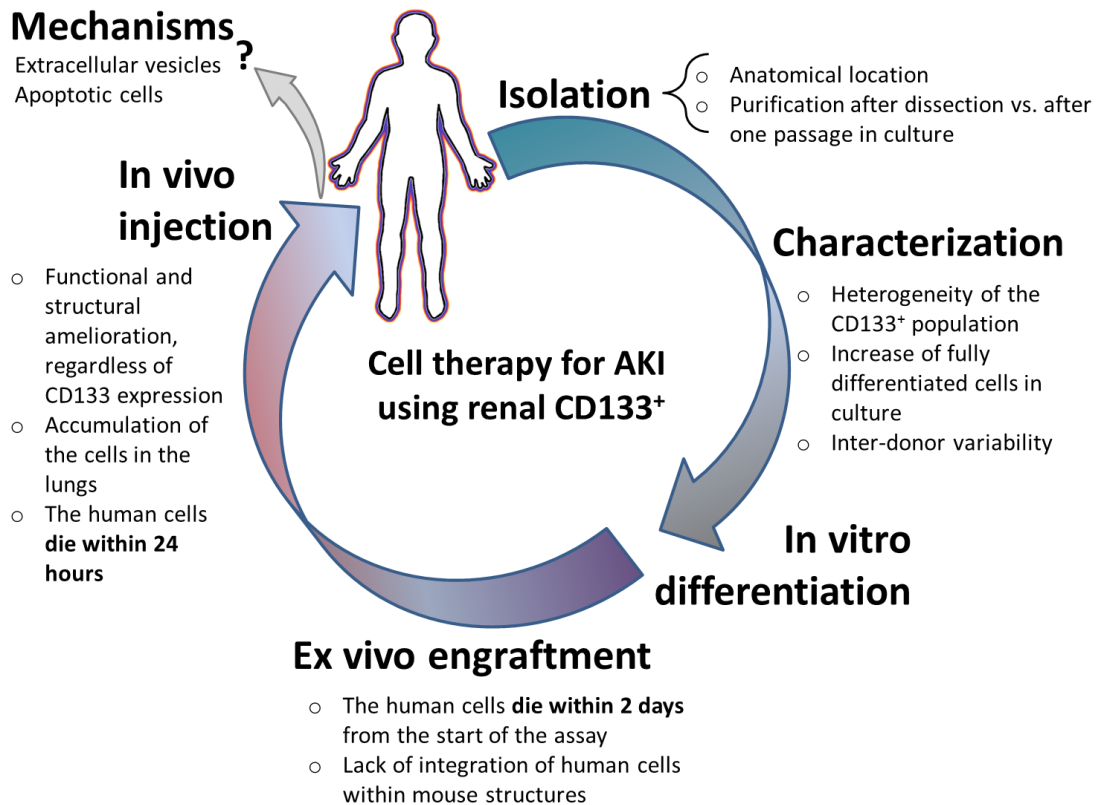 Mechanisms
?
Extracellular vesicles
Apoptotic cells
Isolation
○ Anatomical location
○ Purification after dissection vs. after
one passage in culture
Characterization
○ Heterogeneity of the
CD133⁺ population
○ Increase of fully
differentiated cells in
culture
○ Inter-donor variability
In vitro
differentiation
Ex vivo engraftment
○ The human cells die within 2 days
from the start of the assay
○ Lack of integration of human cells
within mouse structures
In vivo
injection
○ Functional and
structural
amelioration,
regardless of
CD133 expression
○ Accumulation of
the cells in the
lungs
○ The human cells
die within 24
hours
Cell therapy for AKI
using renal CD133⁺